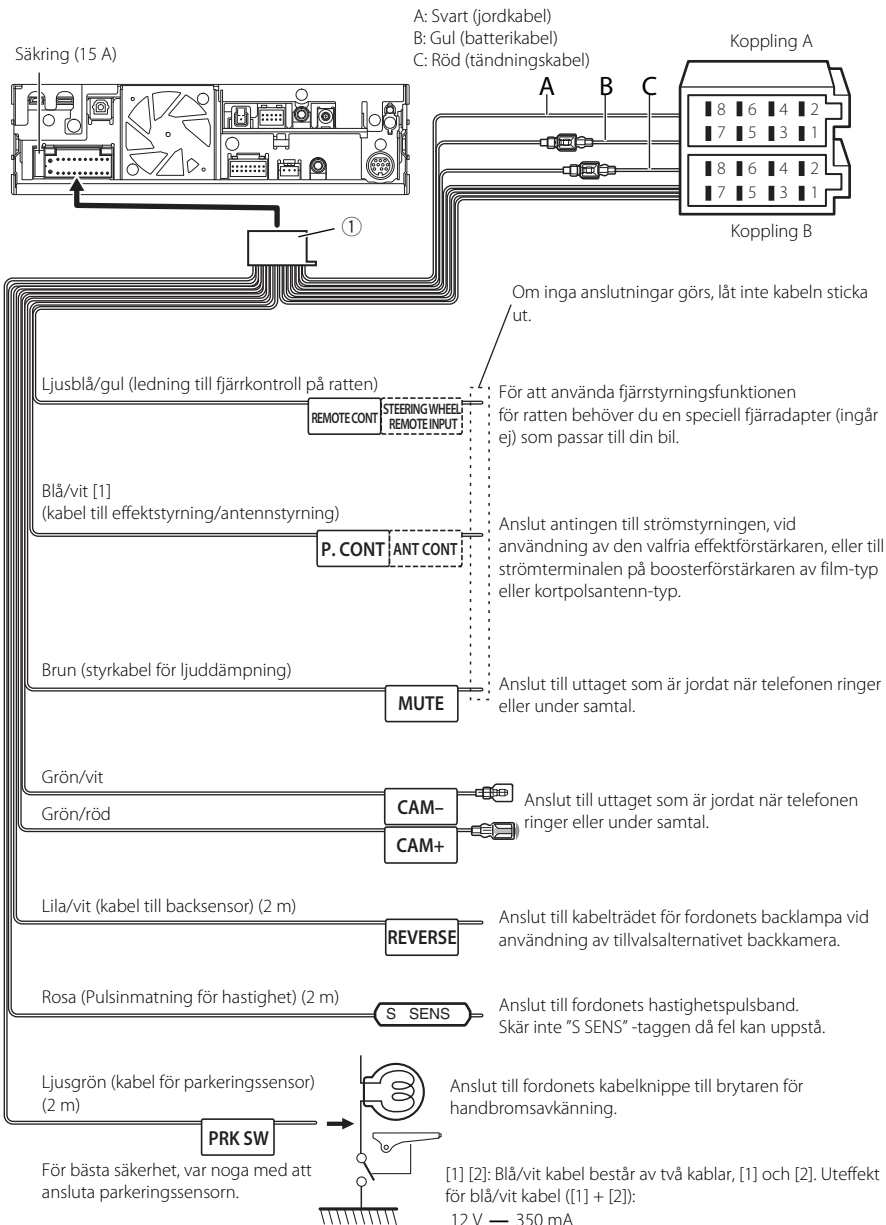 A: Svart (jordkabel)
B: Gul (batterikabel)
C: Röd (tändningskabel)
Säkring (15 A)
Koppling A
A B C
8 6 4 2
7 5 3 1
8 6 4 2
7 5 3 1
Koppling B
①
Om inga anslutningar görs, låt inte kabeln sticka
ut.
Ljusblå/gul (ledning till fjärrkontroll på ratten)
REMOTE CONT
STEERING WHEEL
REMOTE INPUT
För att använda fjärrstyrningsfunktionen
för ratten behöver du en speciell fjärradapter (ingår
ej) som passar till din bil.
Blå/vit [1]
(kabel till effektstyrning/antennstyrning)
P. CONT
ANT CONT
Anslut antingen till strömstyrningen, vid
användning av den valfria effektförstärkaren, eller till
strömterminalen på boosterförstärkaren av film-typ
eller kortpolsantenn-typ.
Brun (styrkabel för ljuddämpning)
MUTE
Anslut till uttaget som är jordat när telefonen ringer
eller under samtal.
Grön/vit
CAM–
Grön/röd
CAM+
Anslut till uttaget som är jordat när telefonen
ringer eller under samtal.
Lila/vit (kabel till backsensor) (2 m)
REVERSE
Anslut till kabelträdet för fordonets backlampa vid
användning av tillvalsalternativet backkamera.
Rosa (Pulsinmatning för hastighet) (2 m)
S SENS
Anslut till fordonets hastighetspulsband.
Skär inte ”S SENS” -taggen då fel kan uppstå.
Ljusgrön (kabel för parkeringssensor)
(2 m)
PRK SW
Anslut till fordonets kabelknippe till brytaren för
handbromsavkänning.
För bästa säkerhet, var noga med att
ansluta parkeringssensorn.
[1] [2]: Blå/vit kabel består av två kablar, [1] och [2]. Uteffekt
för blå/vit kabel ([1] + [2]):
12 V — 350 mA